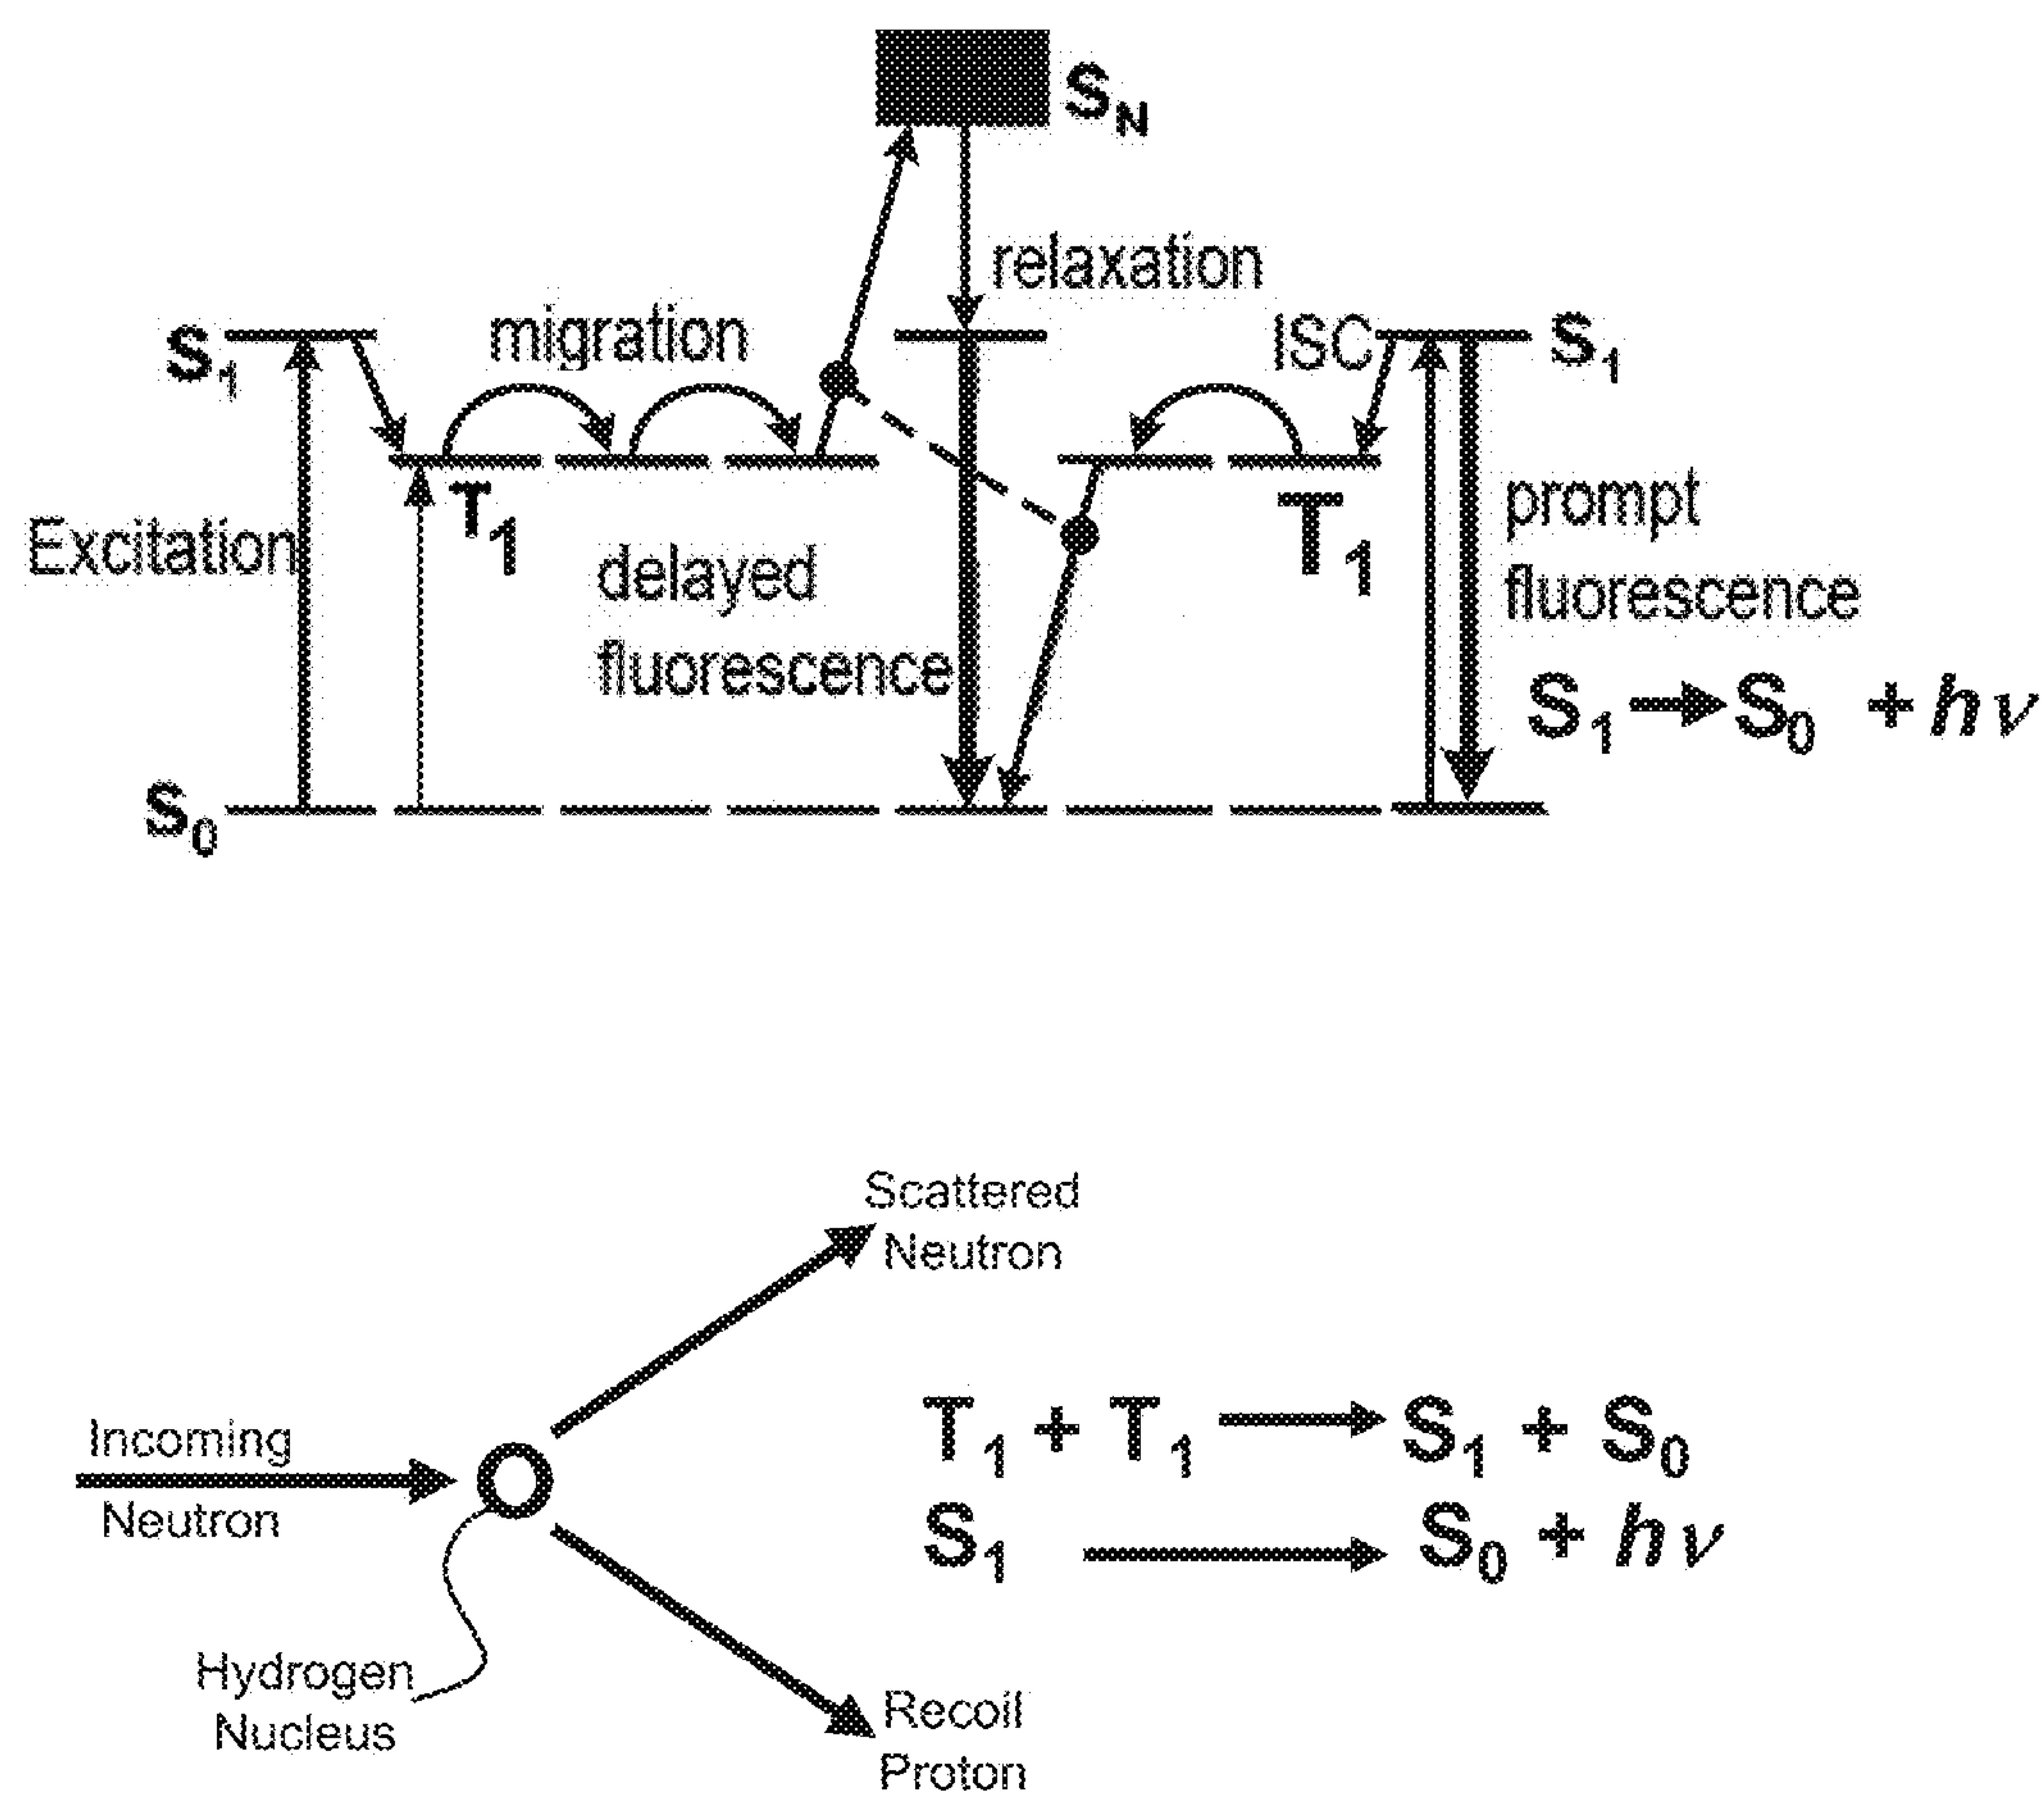 S_N
relaxation
S_1
migration
ISC
S_1
Excitation
T_1
delayed
fluorescence
T_1
prompt
fluorescence
S_1 → S_0 + hν
S_0
Scattered
Neutron
Incoming
Neutron
Hydrogen
Nucleus
Recoil
Proton
T_1 + T_1 → S_1 + S_0
S_1 → S_0 + hν